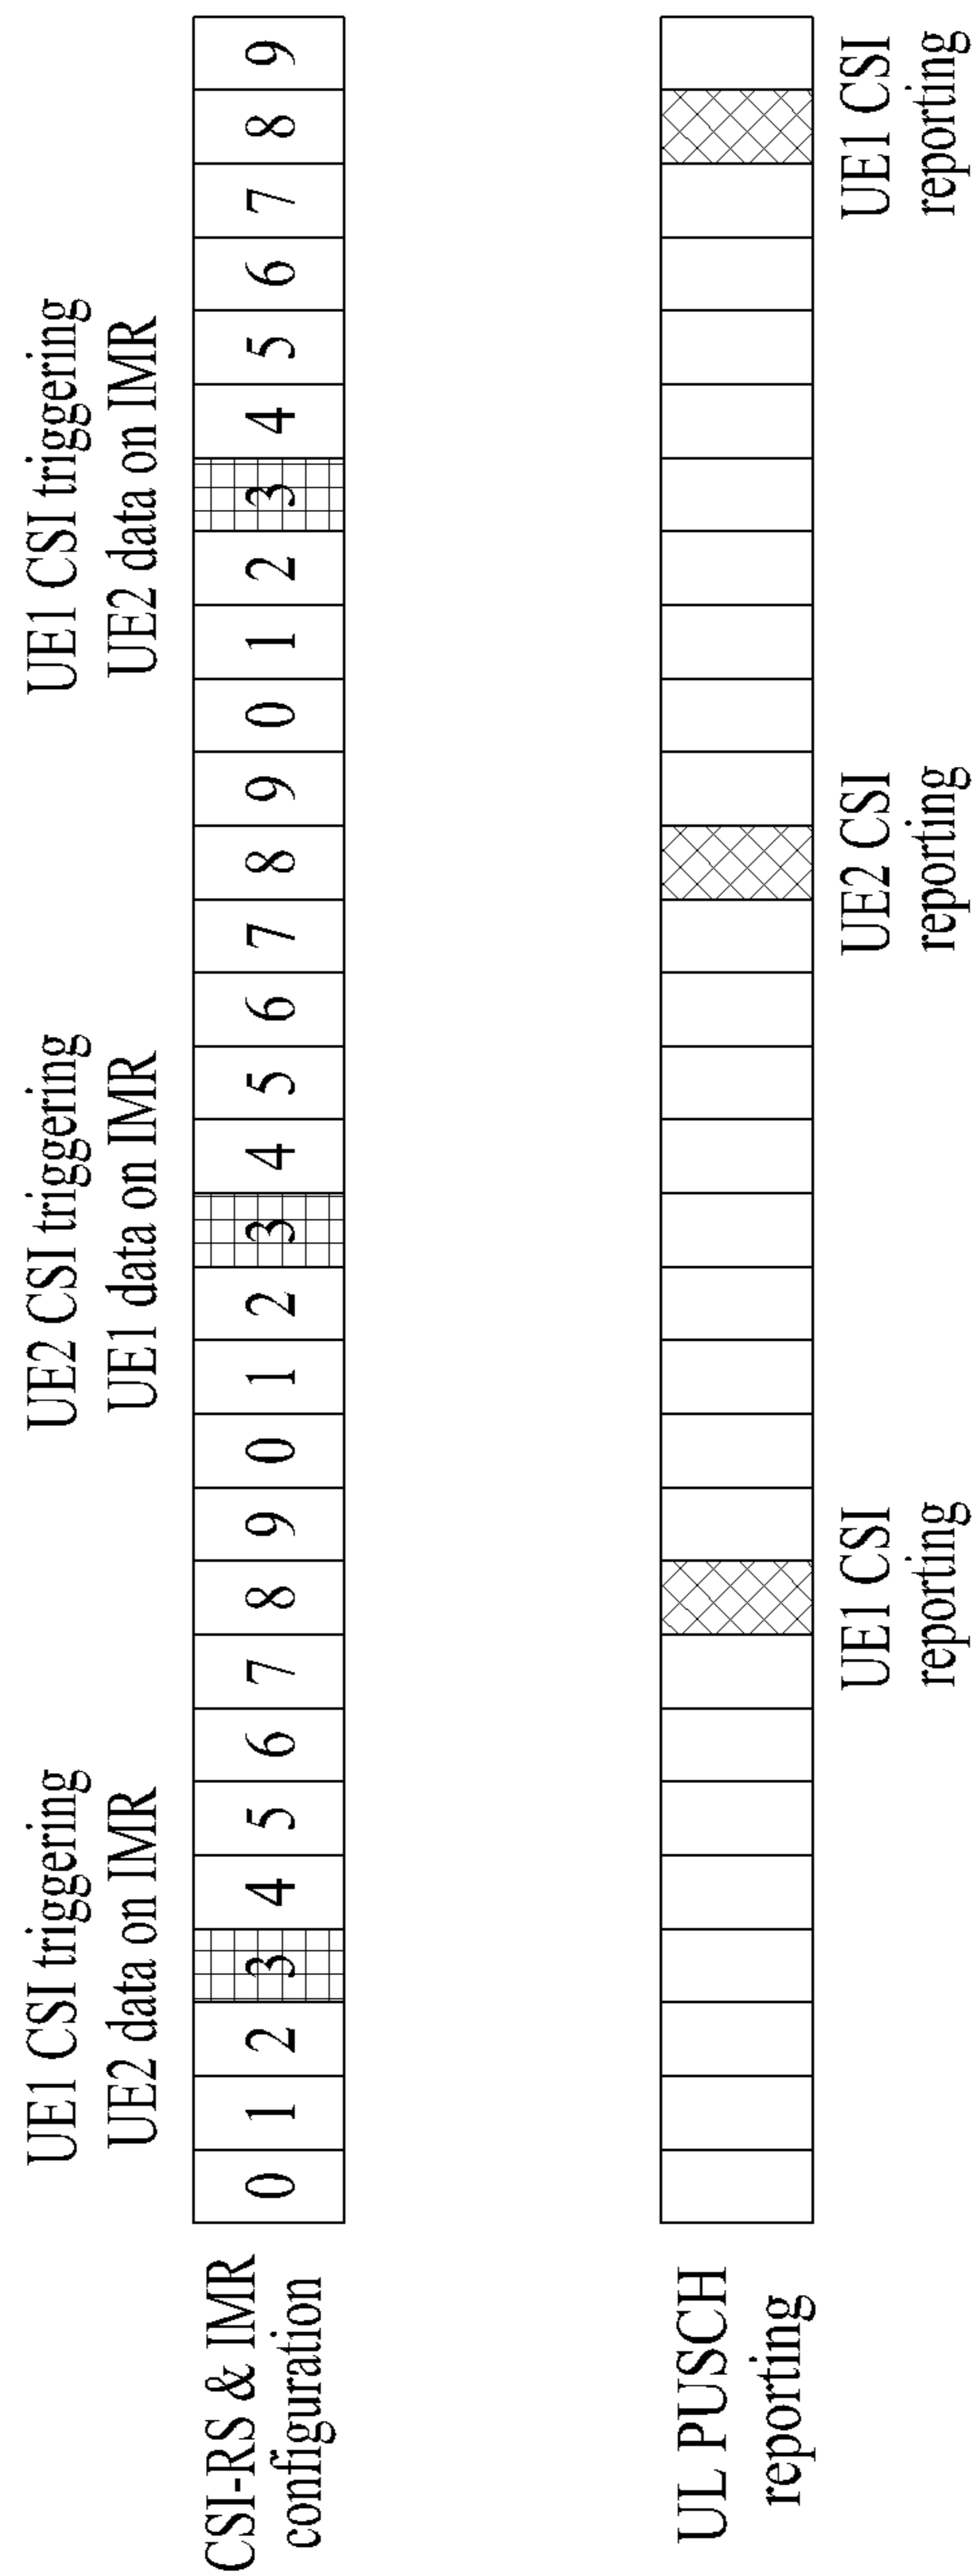 UE1 CSI triggering
UE2 data on IMR
UE2 CSI triggering
UE1 data on IMR
UE1 CSI triggering
UE2 data on IMR
CSI-RS & IMR
configuration
0 1 2 3 4 5 6 7 8 9 0 1 2 3 4 5 6 7 8 9 0 1 2 3 4 5 6 7 8 9
UL PUSCH
reporting
UE1 CSI
reporting
UE2 CSI
reporting
UE1 CSI
reporting